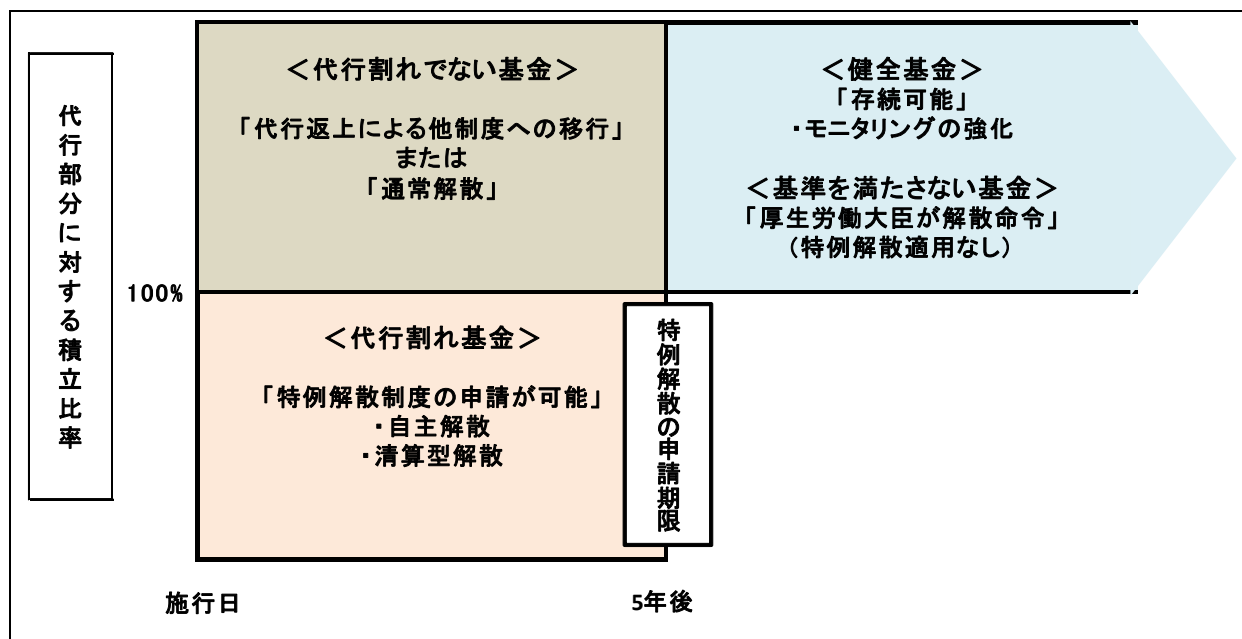 代行部分に対する積立比率
100%
＜代行割れでない基金＞
「代行返上による他制度への移行」
または
「通常解散」
＜健全基金＞
「存続可能」
・モニタリングの強化
＜基準を満たさない基金＞
「厚生労働大臣が解散命令」
（特例解散適用なし）
＜代行割れ基金＞
「特例解散制度の申請が可能」
・自主解散
・清算型解散
特例解散の申請期限
施行日
5年後